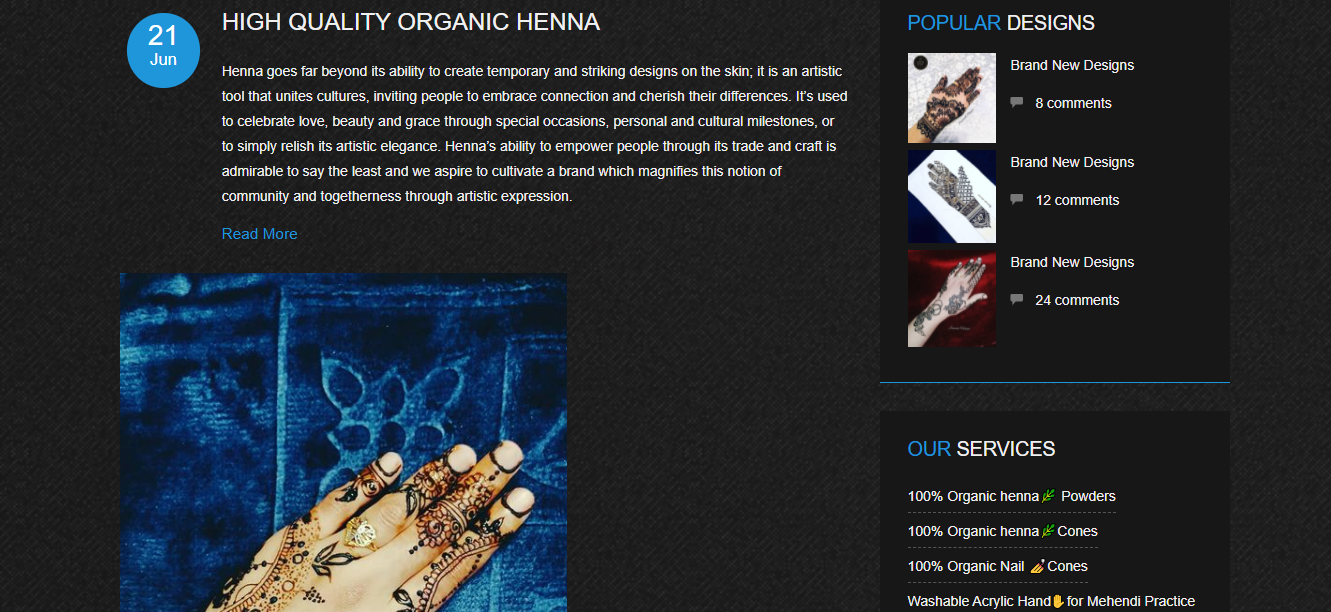 21
Jun
HIGH QUALITY ORGANIC HENNA
Henna goes far beyond its ability to create temporary and striking designs on the skin; it is an artistic
tool that unites cultures, inviting people to embrace connection and cherish their differences. It's used
to celebrate love, beauty and grace through special occasions, personal and cultural milestones, or
to simply relish its artistic elegance. Henna's ability to empower people through its trade and craft is
admirable to say the least and we aspire to cultivate a brand which magnifies this notion of
community and togetherness through artistic expression.
Read More
POPULAR DESIGNS
Brand New Designs
8 comments
Brand New Designs
12 comments
Brand New Designs
24 comments
OUR SERVICES
100% Organic henna🌿 Powders
100% Organic henna🌿Cones
100% Organic Nail 💅Cones
Washable Acrylic Hand✋for Mehendi Practice